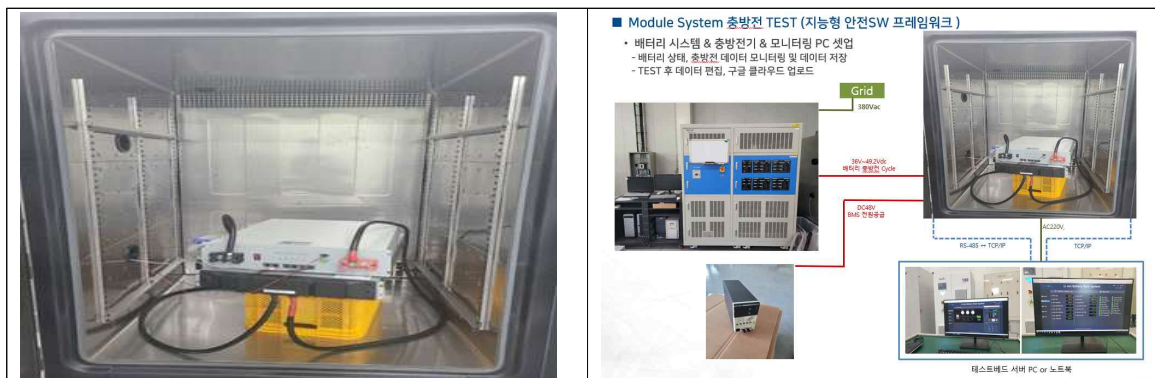 ■ Module System 충방전 TEST (지능형 안전SW 프레임워크 )
• 배터리 시스템 & 충방전기 & 모니터링 PC 셋업
- 배터리 상태, 충방전 데이터 모니터링 및 데이터 저장
- TEST 후 데이터 편집, 구글 클라우드 업로드
Grid
380Vac
36V~49.2Vdc
배터리 충방전 Cycle
DC48V
BMS 전원공급
AC220V,
RS-485 ↔ TCP/IP
TCP/IP
테스트베드 서버 PC or 노트북